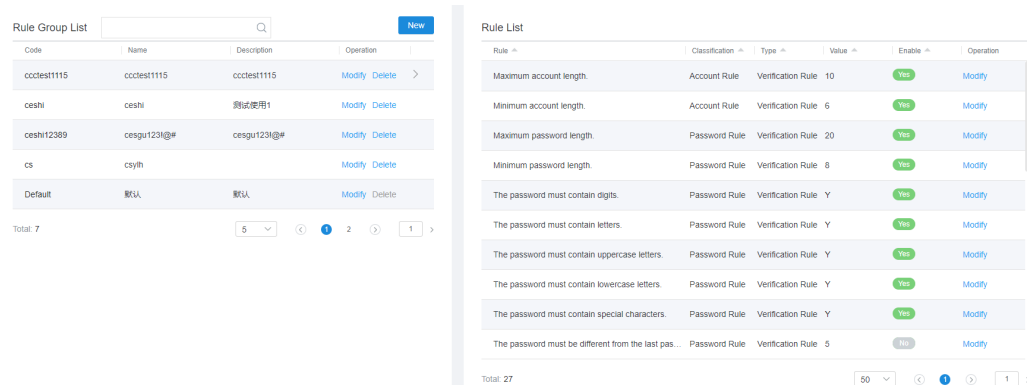 Rule Group List
New
Code Name Description Operation
ccctest1115 ccctest1115 ccctest1115 Modify Delete
ceshi ceshi 测试使用1 Modify Delete
ceshi12389 cesgu123!@# cesgu123!@# Modify Delete
cs csylh Modify Delete
Default 默认 默认 Modify Delete
Total: 7 5 1 2 1
Rule List
Rule Classification Type Value Enable Operation
Maximum account length. Account Rule Verification Rule 10 Yes Modify
Minimum account length. Account Rule Verification Rule 6 Yes Modify
Maximum password length. Password Rule Verification Rule 20 Yes Modify
Minimum password length. Password Rule Verification Rule 8 Yes Modify
The password must contain digits. Password Rule Verification Rule Y Yes Modify
The password must contain letters. Password Rule Verification Rule Y Yes Modify
The password must contain uppercase letters. Password Rule Verification Rule Y Yes Modify
The password must contain lowercase letters. Password Rule Verification Rule Y Yes Modify
The password must contain special characters. Password Rule Verification Rule Y Yes Modify
The password must be different from the last pas... Password Rule Verification Rule 5 No Modify
Total: 27 50 1 1